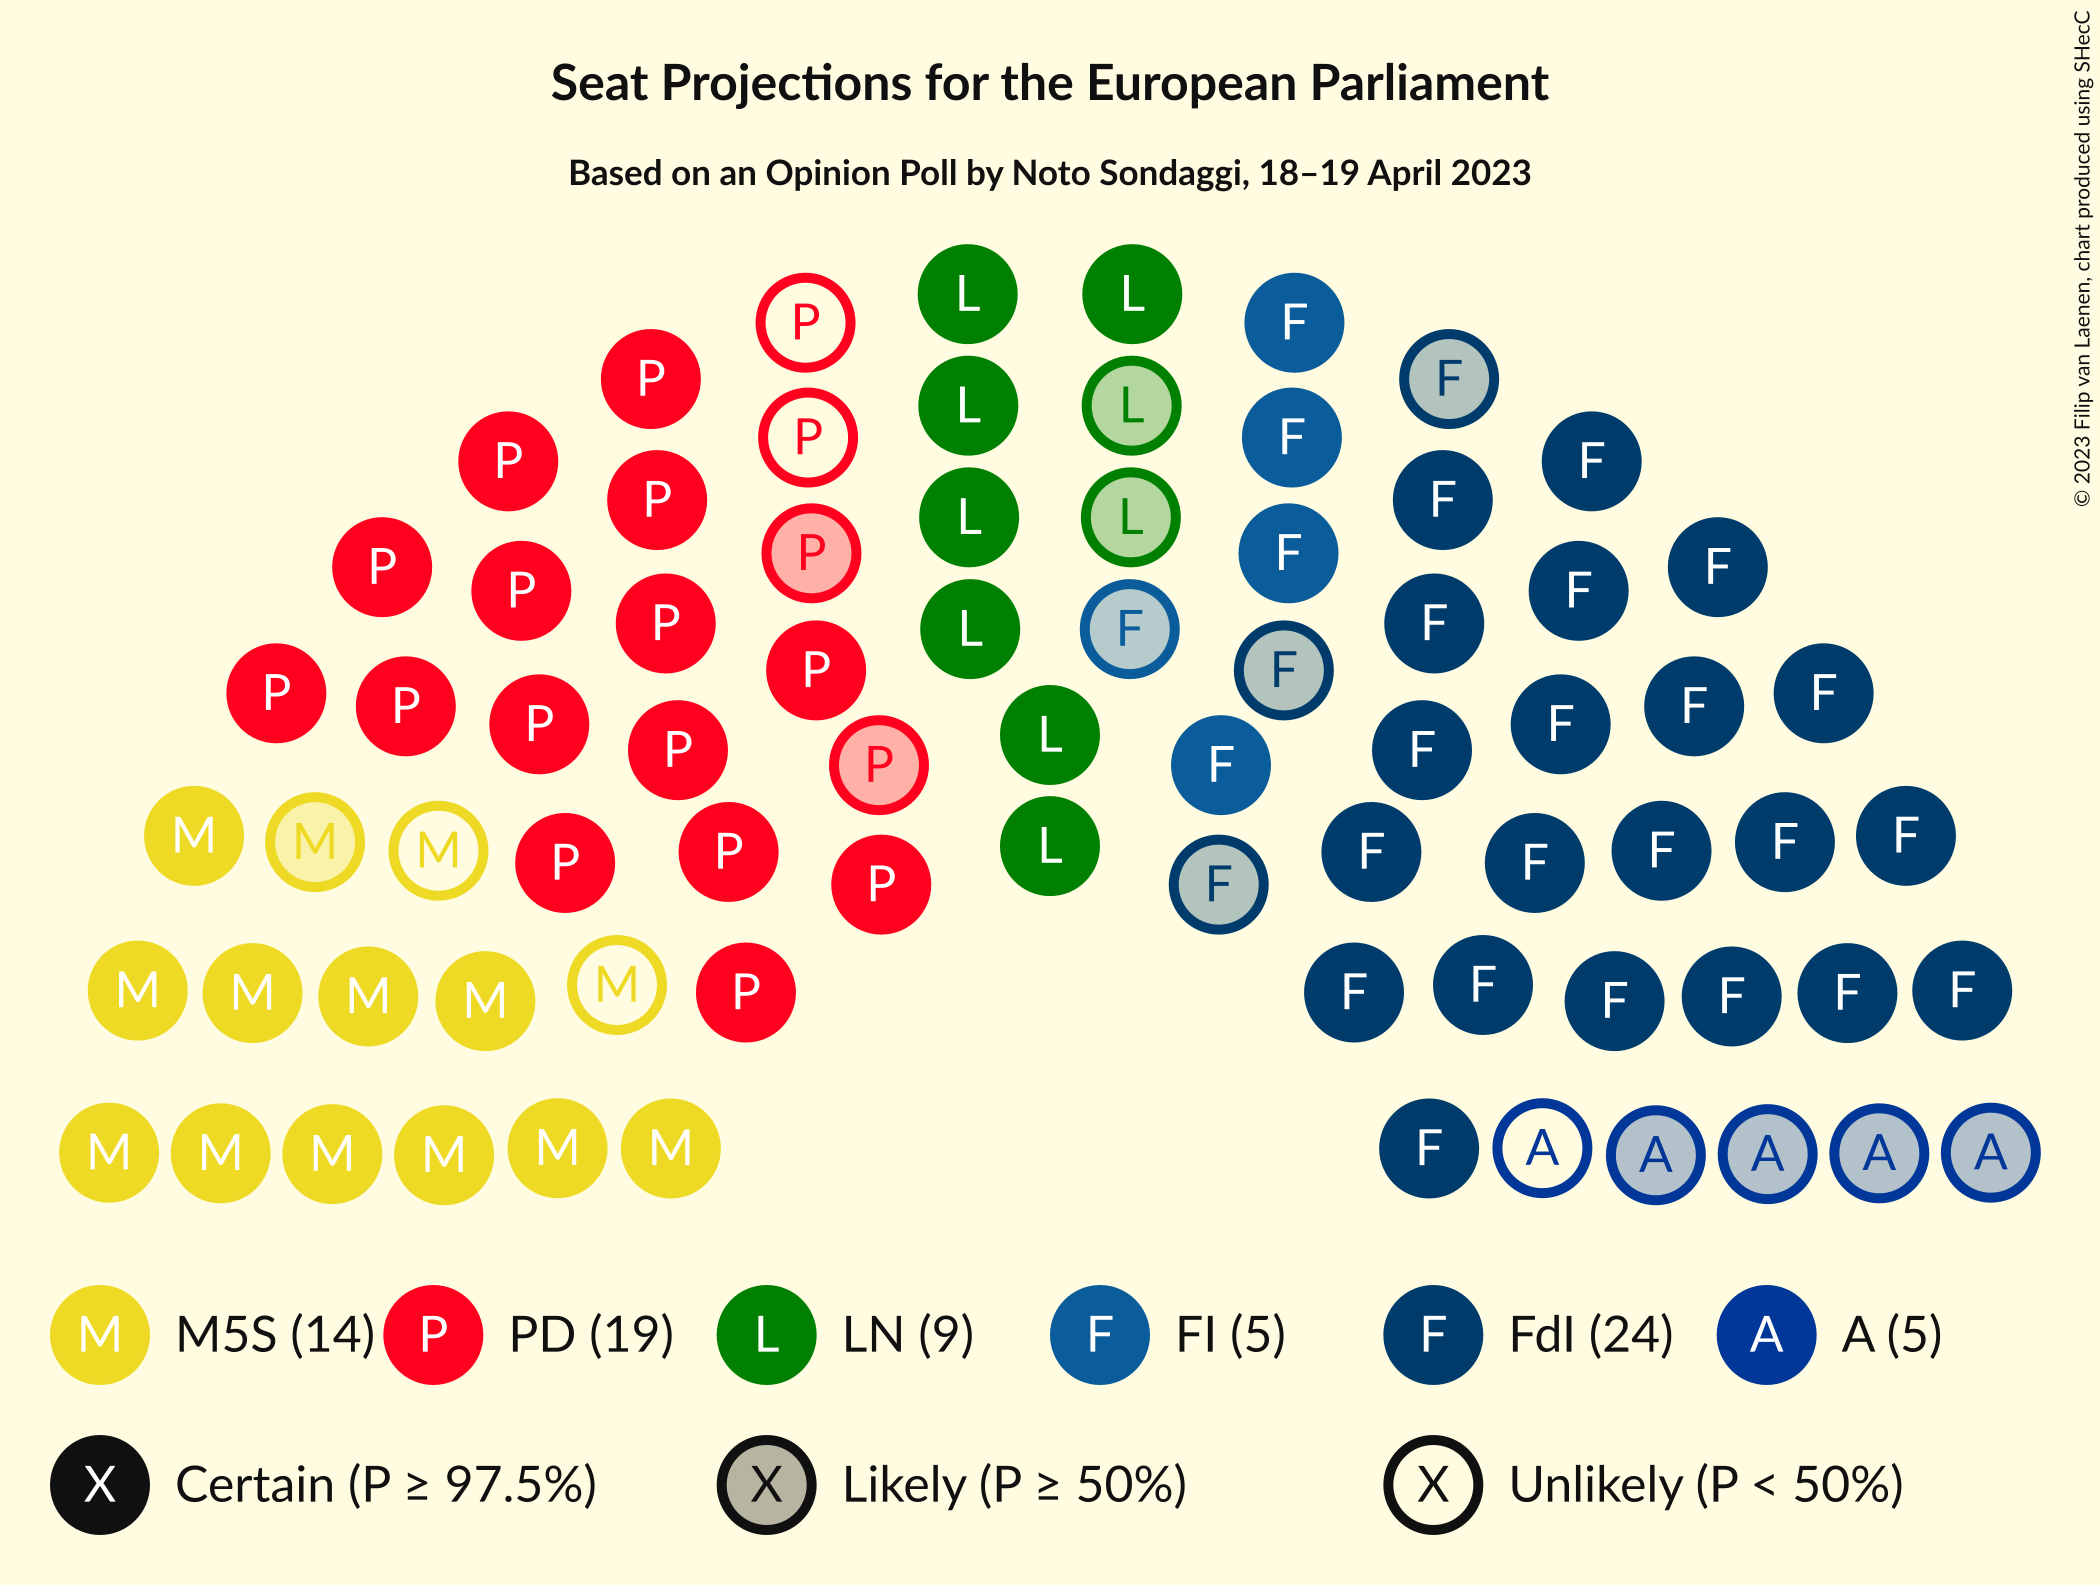 Seat Projections for the European Parliament
Based on an Opinion Poll by Noto Sondaggi, 18–19 April 2023
© 2023 Filip van Laenen, chart produced using SHecC
P L L F
P P L L F F
P P P L L F F F
P P P P L F F F F F F
P P P P P L F F F F F
M M M P P P L F F F F F F
M M M M M P F F F F F F
M M M M M M F A A A A A
M M5S (14) P PD (19) L LN (9) F FI (5) F FdI (24) A A (5)
X Certain (P ≥ 97.5%) X Likely (P ≥ 50%) X Unlikely (P < 50%)